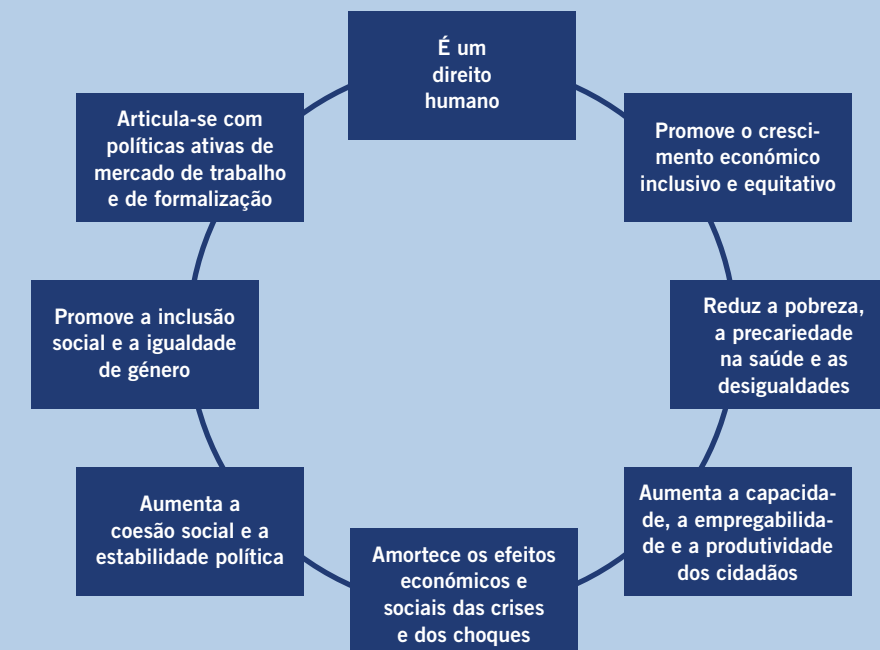 É um
direito
humano
Promove o cresci-
mento económico
inclusivo e equitativo
Reduz a pobreza,
a precariedade
na saúde e as
desigualdades
Aumenta a capacida-
de, a empregabilida-
de e a produtividade
dos cidadãos
Amortece os efeitos
económicos e
sociais das crises
e dos choques
Aumenta a
coesão social e a
estabilidade política
Promove a inclusão
social e a igualdade
de género
Articula-se com
políticas ativas de
mercado de trabalho
e de formalização